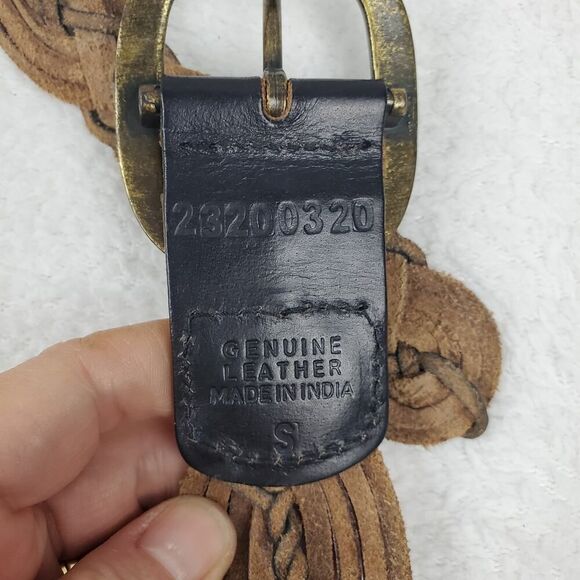 23200320
GENUINE
LEATHER
MADE IN INDIA
S